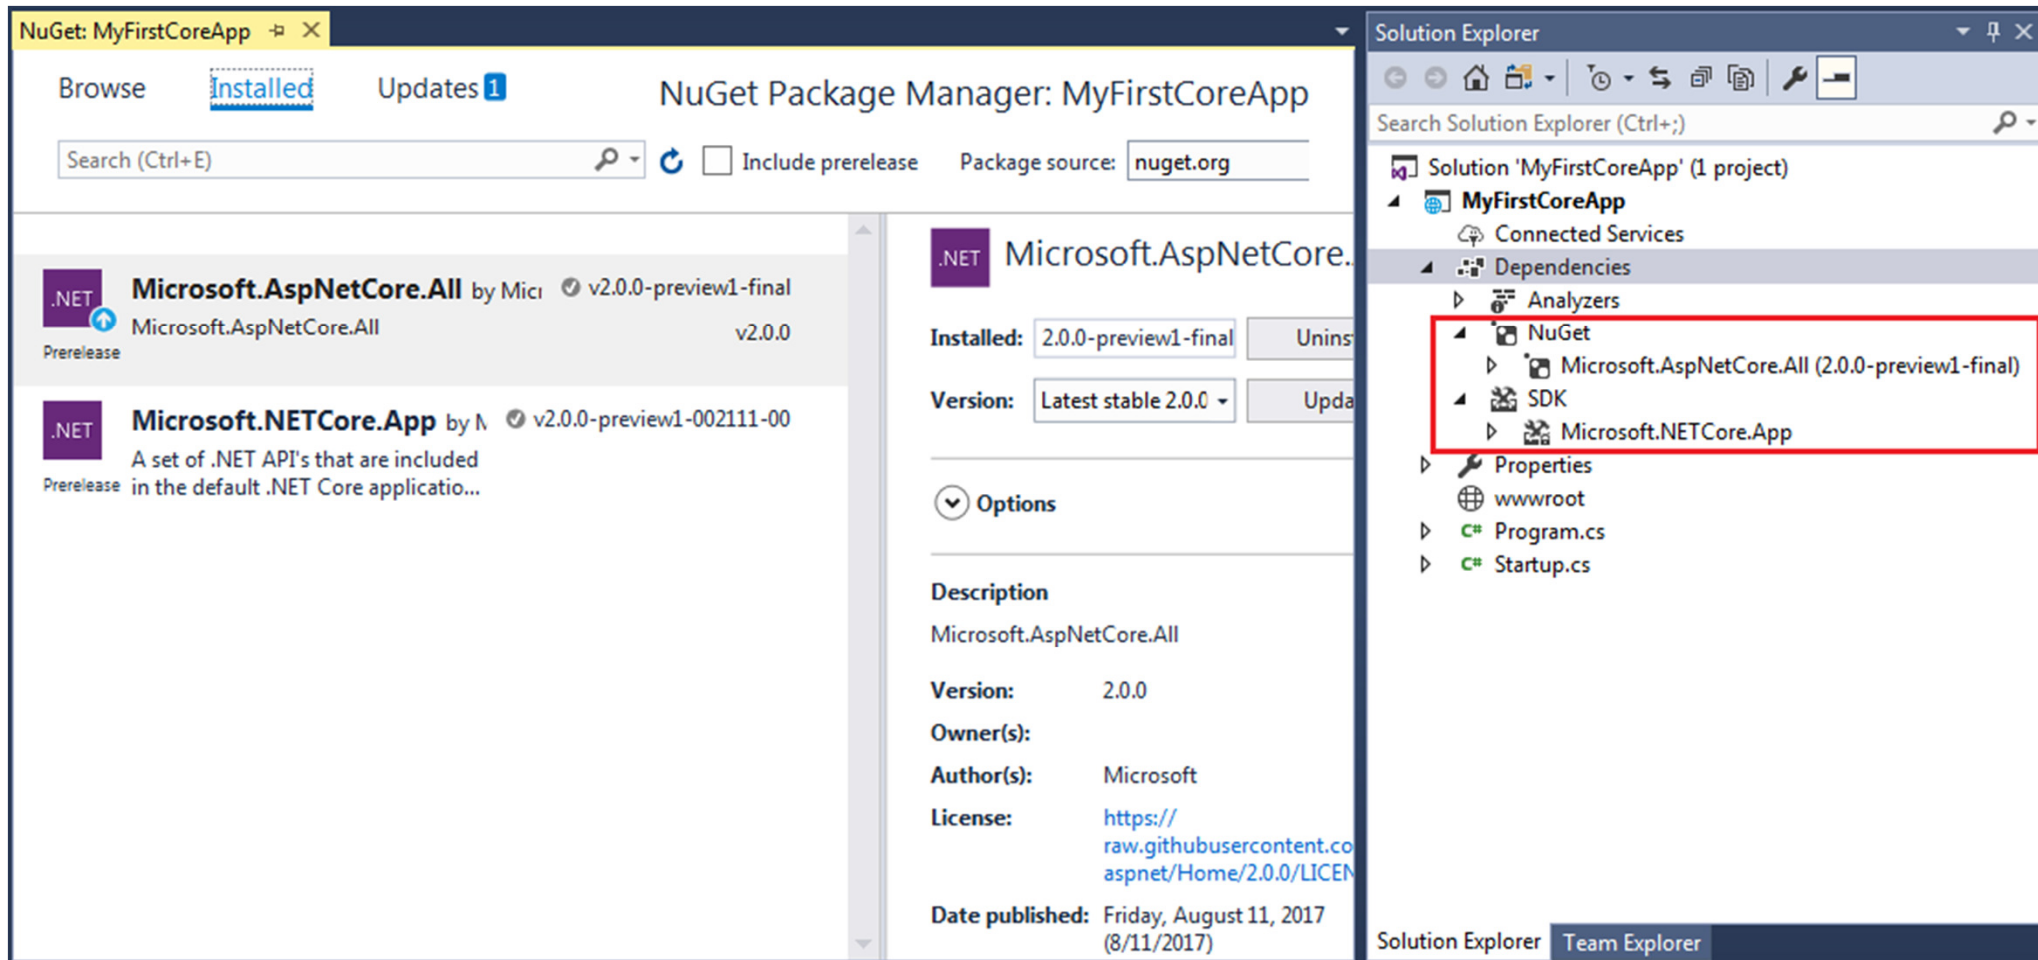 NuGet: MyFirstCoreApp
Browse Installed Updates 1
NuGet Package Manager: MyFirstCoreApp
Search (Ctrl+E)
Include prerelease
Package source: nuget.org
.NET
Microsoft.AspNetCore.All by Micr v2.0.0-preview1-final
Microsoft.AspNetCore.All v2.0.0
Prerelease
.NET
Microsoft.NETCore.App by M v2.0.0-preview1-002111-00
A set of .NET API's that are included
Prerelease in the default .NET Core applicatio...
.NET Microsoft.AspNetCore.
Installed: 2.0.0-preview1-final Unins
Version: Latest stable 2.0.0 Upda
Options
Description
Microsoft.AspNetCore.All
Version: 2.0.0
Owner(s):
Author(s): Microsoft
License: https://
raw.githubusercontent.co
aspnet/Home/2.0.0/LICEN
Date published: Friday, August 11, 2017
(8/11/2017)
Solution Explorer
Search Solution Explorer (Ctrl+;)
Solution 'MyFirstCoreApp' (1 project)
MyFirstCoreApp
Connected Services
Dependencies
Analyzers
NuGet
Microsoft.AspNetCore.All (2.0.0-preview1-final)
SDK
Microsoft.NETCore.App
Properties
wwwroot
C# Program.cs
C# Startup.cs
Solution Explorer Team Explorer